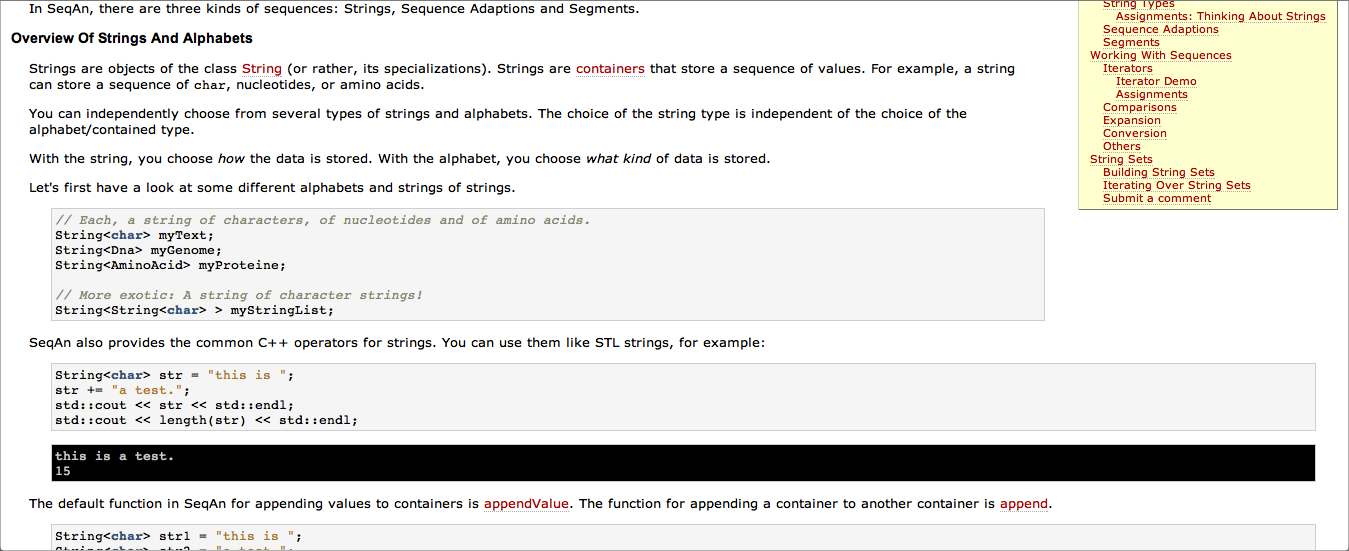 In SeqAn, there are three kinds of sequences: Strings, Sequence Adaptions and Segments.
Overview Of Strings And Alphabets
Strings are objects of the class String (or rather, its specializations). Strings are containers that store a sequence of values. For example, a string
can store a sequence of char, nucleotides, or amino acids.
You can independently choose from several types of strings and alphabets. The choice of the string type is independent of the choice of the
alphabet/contained type.
With the string, you choose how the data is stored. With the alphabet, you choose what kind of data is stored.
Let's first have a look at some different alphabets and strings of strings.
// Each, a string of characters, of nucleotides and of amino acids.
String<char> myText;
String<Dna> myGenome;
String<AminoAcid> myProteine;
// More exotic: A string of character strings!
String<String<char> > myStringList;
SeqAn also provides the common C++ operators for strings. You can use them like STL strings, for example:
String<char> str = "this is ";
str += "a test.";
std::cout << str << std::endl;
std::cout << length(str) << std::endl;
this is a test.
15
The default function in SeqAn for appending values to containers is appendValue. The function for appending a container to another container is append.
String<char> str1 = "this is ";
String<char> str2 = "a test.";
String Types
Assignments: Thinking About Strings
Sequence Adaptions
Segments
Working With Sequences
Iterators
Iterator Demo
Assignments
Comparisons
Expansion
Conversion
Others
String Sets
Building String Sets
Iterating Over String Sets
Submit a comment